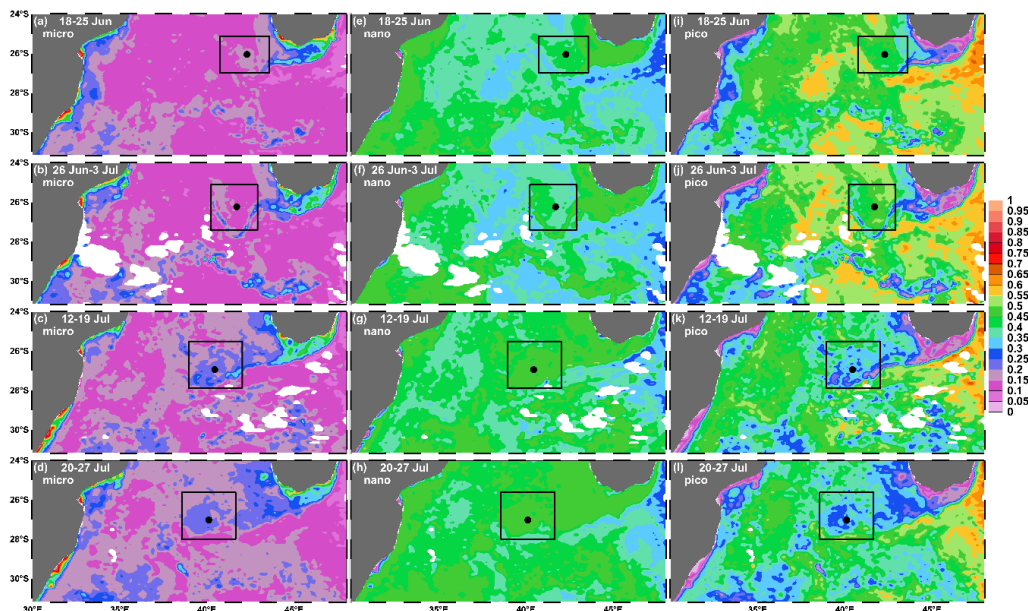 (a) 18-25 Jun
micro
(e) 18-25 Jun
nano
(i) 18-25 Jun
pico
24°S
26°S
28°S
30°S
(b) 26 Jun-3 Jul
micro
(f) 26 Jun-3 Jul
nano
(j) 26 Jun-3 Jul
pico
24°S
26°S
28°S
30°S
(c) 12-19 Jul
micro
(g) 12-19 Jul
nano
(k) 12-19 Jul
pico
24°S
26°S
28°S
30°S
(d) 20-27 Jul
micro
(h) 20-27 Jul
nano
(l) 20-27 Jul
pico
24°S
26°S
28°S
30°S
30°E 35°E 40°E 45°E
35°E 40°E 45°E
35°E 40°E 45°E
1
0.95
0.9
0.85
0.8
0.75
0.7
0.65
0.6
0.55
0.5
0.45
0.4
0.35
0.3
0.25
0.2
0.15
0.1
0.05
0